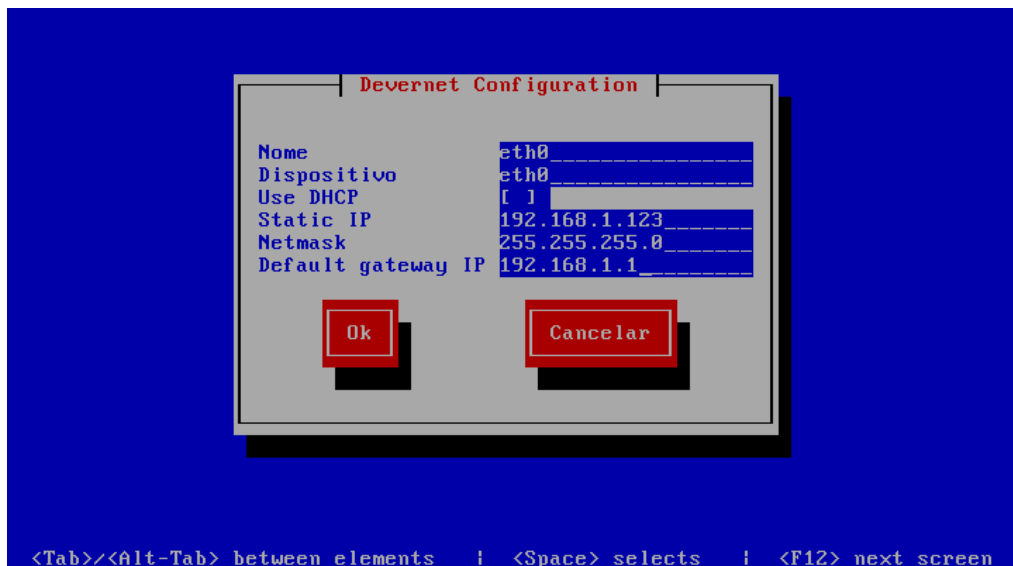 Devernet Configuration
Nome eth0________________
Dispositivo eth0________________
Use DHCP [ ]
Static IP 192.168.1.123_______
Netmask 255.255.255.0_______
Default gateway IP 192.168.1.1_________
Ok Cancelar
<Tab>/<Alt-Tab> between elements | <Space> selects | <F12> next screen